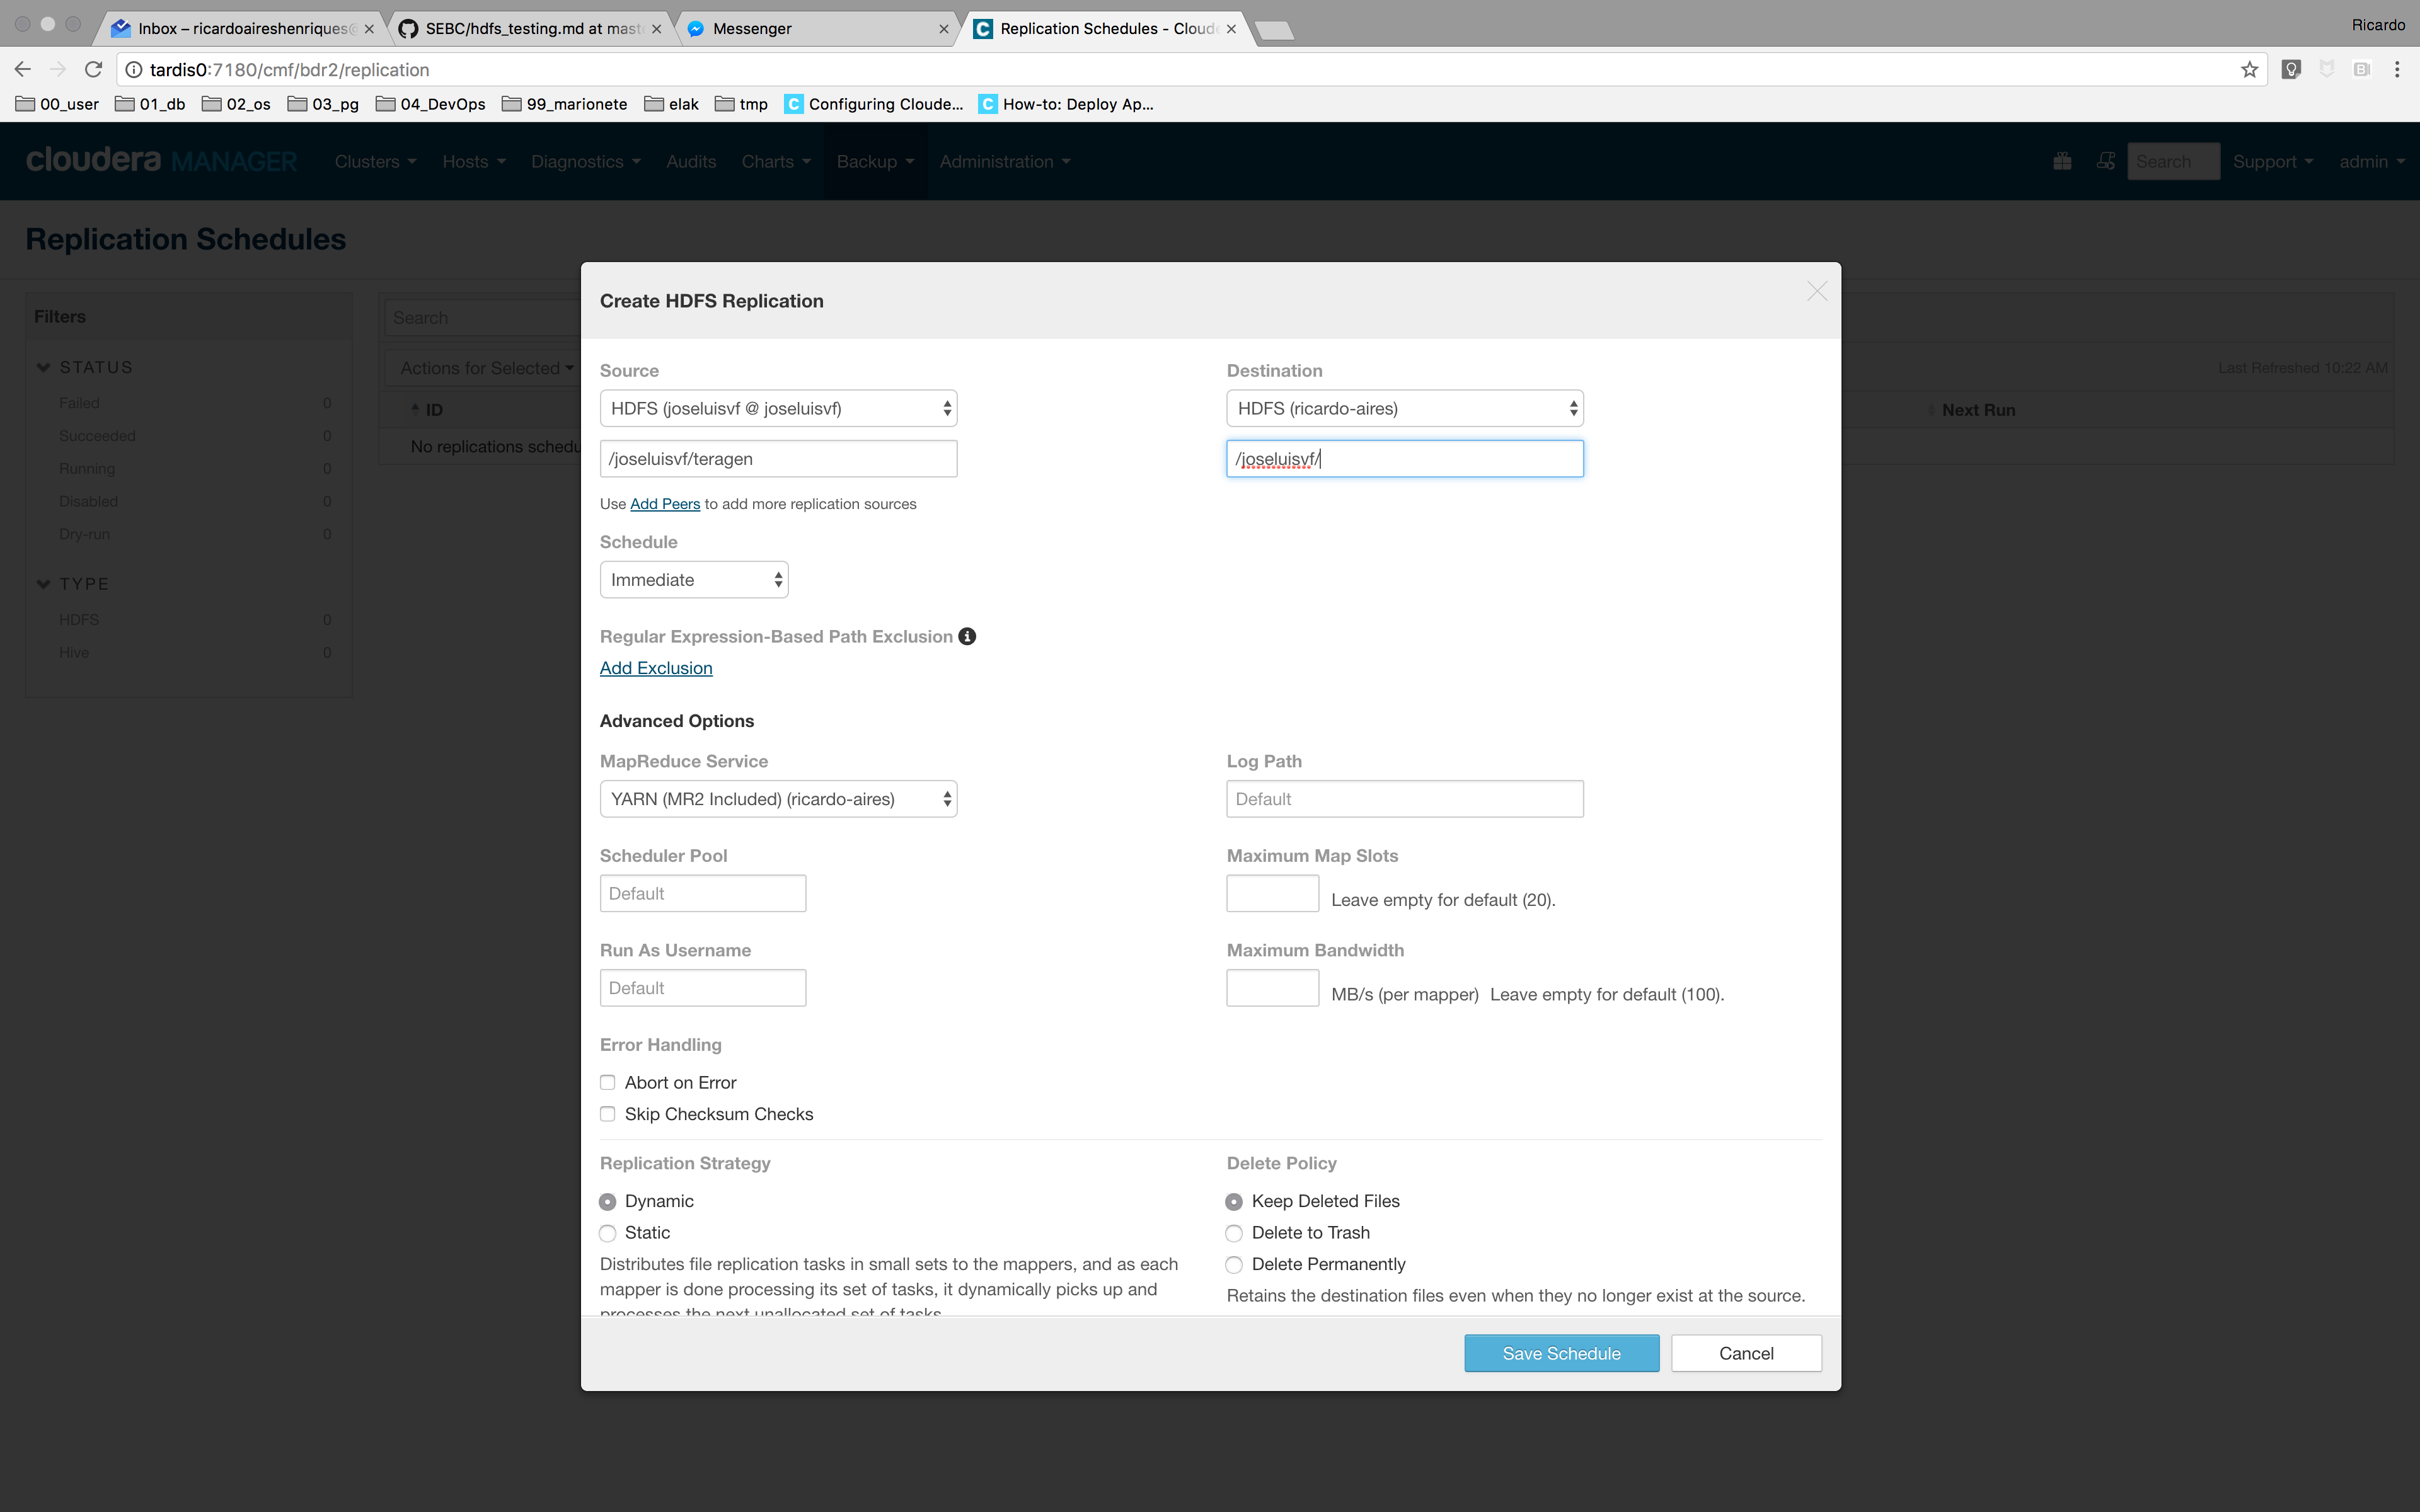 Inbox – ricardoaireshenriques@
SEBC/hdfs_testing.md at mast
Messenger
Replication Schedules - Cloude
Ricardo
tardis0:7180/cmf/bdr2/replication
00_user 01_db 02_os 03_pg 04_DevOps 99_marionete elak tmp Configuring Cloude... How-to: Deploy Ap...
cloudera MANAGER Clusters Hosts Diagnostics Audits Charts Backup Administration Search Support admin
Replication Schedules
Filters
STATUS
Failed 0
Succeeded 0
Running 0
Disabled 0
Dry-run 0
TYPE
HDFS 0
Hive 0
Search
Actions for Selected
Last Refreshed 10:22 AM
ID
Next Run
No replications schedu
Create HDFS Replication
Source
HDFS (joseluisvf @ joseluisvf)
/joseluisvf/teragen
Destination
HDFS (ricardo-aires)
/joseluisvf/
Use Add Peers to add more replication sources
Schedule
Immediate
Regular Expression-Based Path Exclusion
Add Exclusion
Advanced Options
MapReduce Service
YARN (MR2 Included) (ricardo-aires)
Log Path
Default
Scheduler Pool
Default
Maximum Map Slots
Leave empty for default (20).
Run As Username
Default
Maximum Bandwidth
MB/s (per mapper) Leave empty for default (100).
Error Handling
Abort on Error
Skip Checksum Checks
Replication Strategy
Dynamic
Static
Distributes file replication tasks in small sets to the mappers, and as each
mapper is done processing its set of tasks, it dynamically picks up and
processes the next unallocated set of tasks.
Delete Policy
Keep Deleted Files
Delete to Trash
Delete Permanently
Retains the destination files even when they no longer exist at the source.
Save Schedule
Cancel